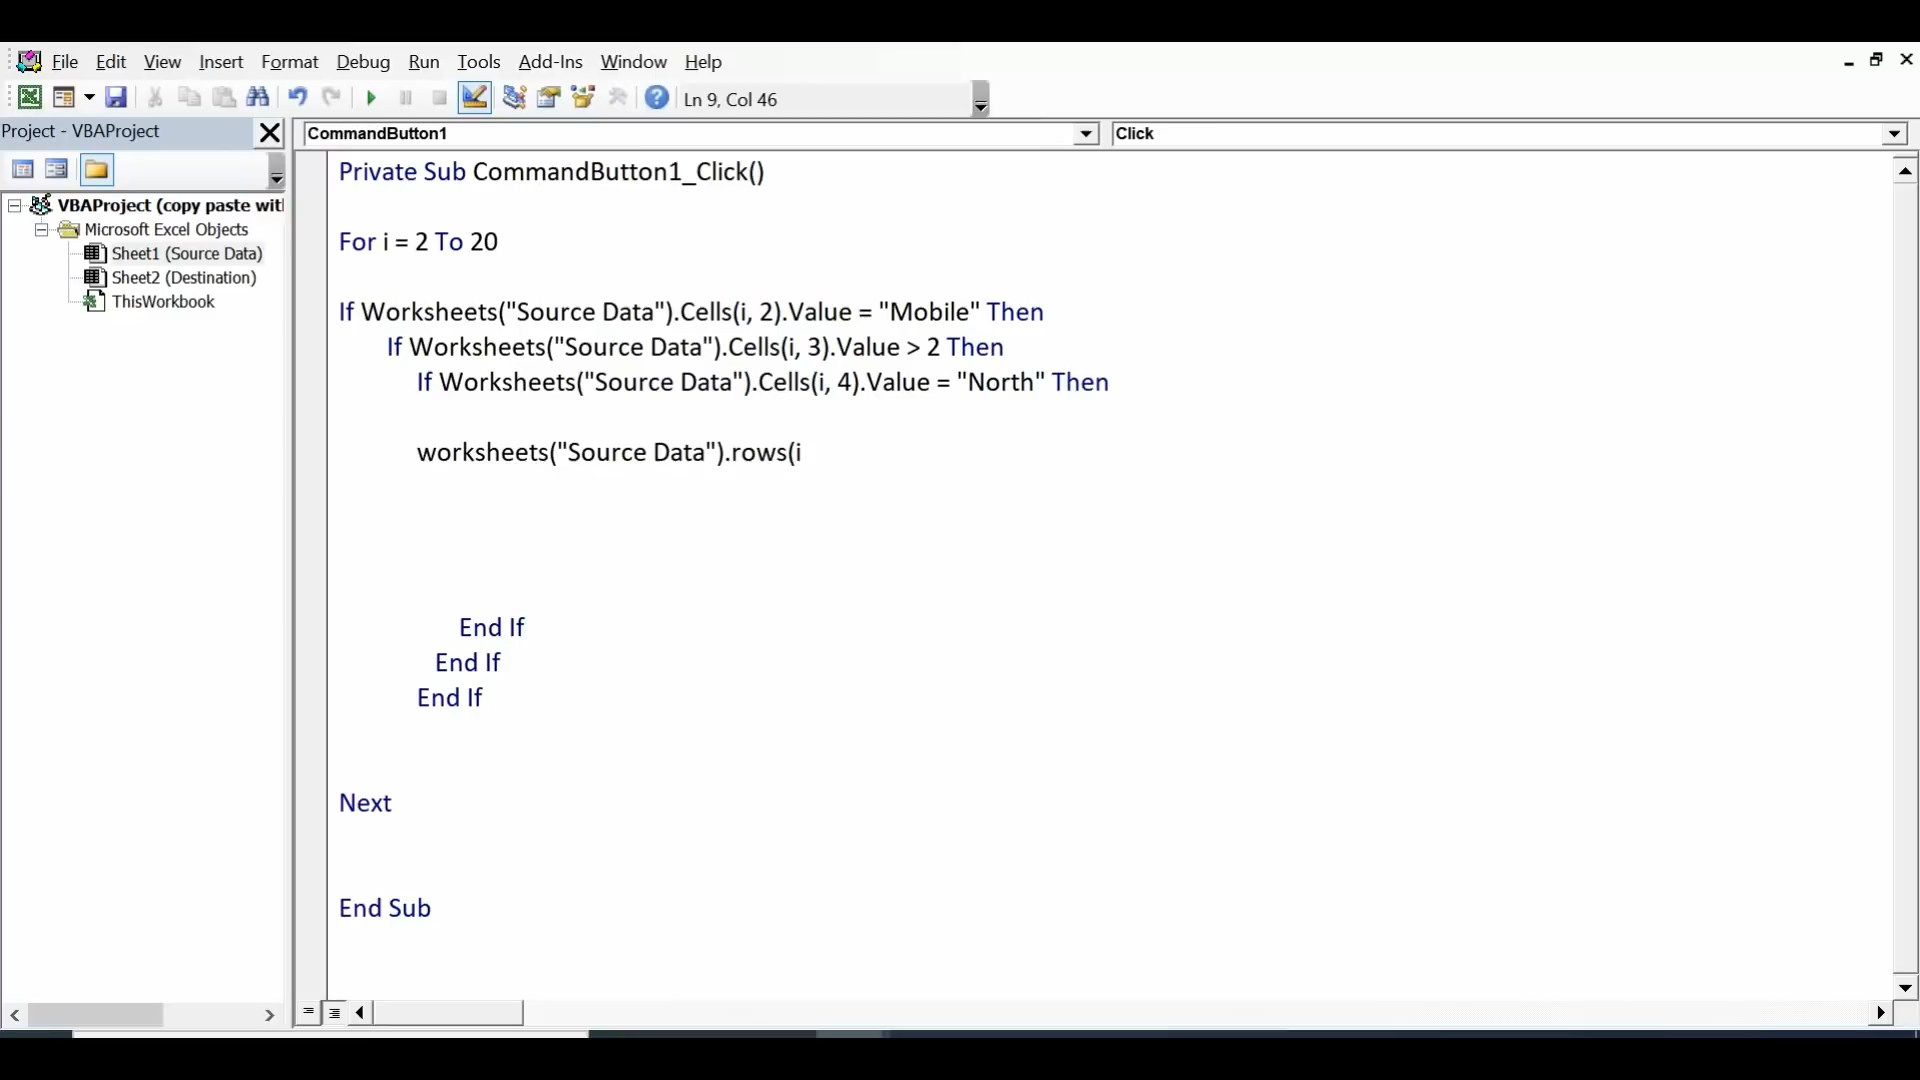 File Edit View Insert Format Debug Run Tools Add-Ins Window Help
Ln 9, Col 46
Project - VBAProject
CommandButton1
Click
VBAProject (copy paste wit
Microsoft Excel Objects
Sheet1 (Source Data)
Sheet2 (Destination)
ThisWorkbook
Private Sub CommandButton1_Click()
For i = 2 To 20
If Worksheets("Source Data").Cells(i, 2).Value = "Mobile" Then
If Worksheets("Source Data").Cells(i, 3).Value > 2 Then
If Worksheets("Source Data").Cells(i, 4).Value = "North" Then
worksheets("Source Data").rows(i
End If
End If
End If
Next
End Sub